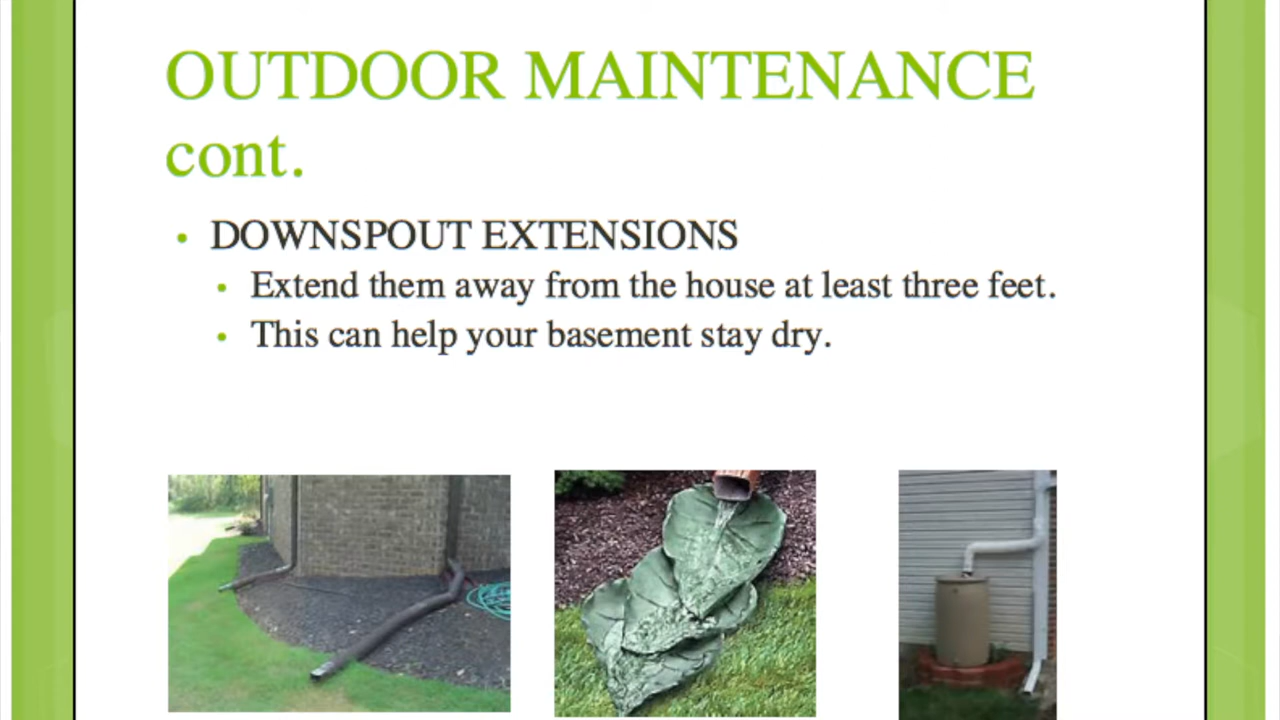 OUTDOOR MAINTENANCE
cont.
• DOWNSPOUT EXTENSIONS
• Extend them away from the house at least three feet.
• This can help your basement stay dry.